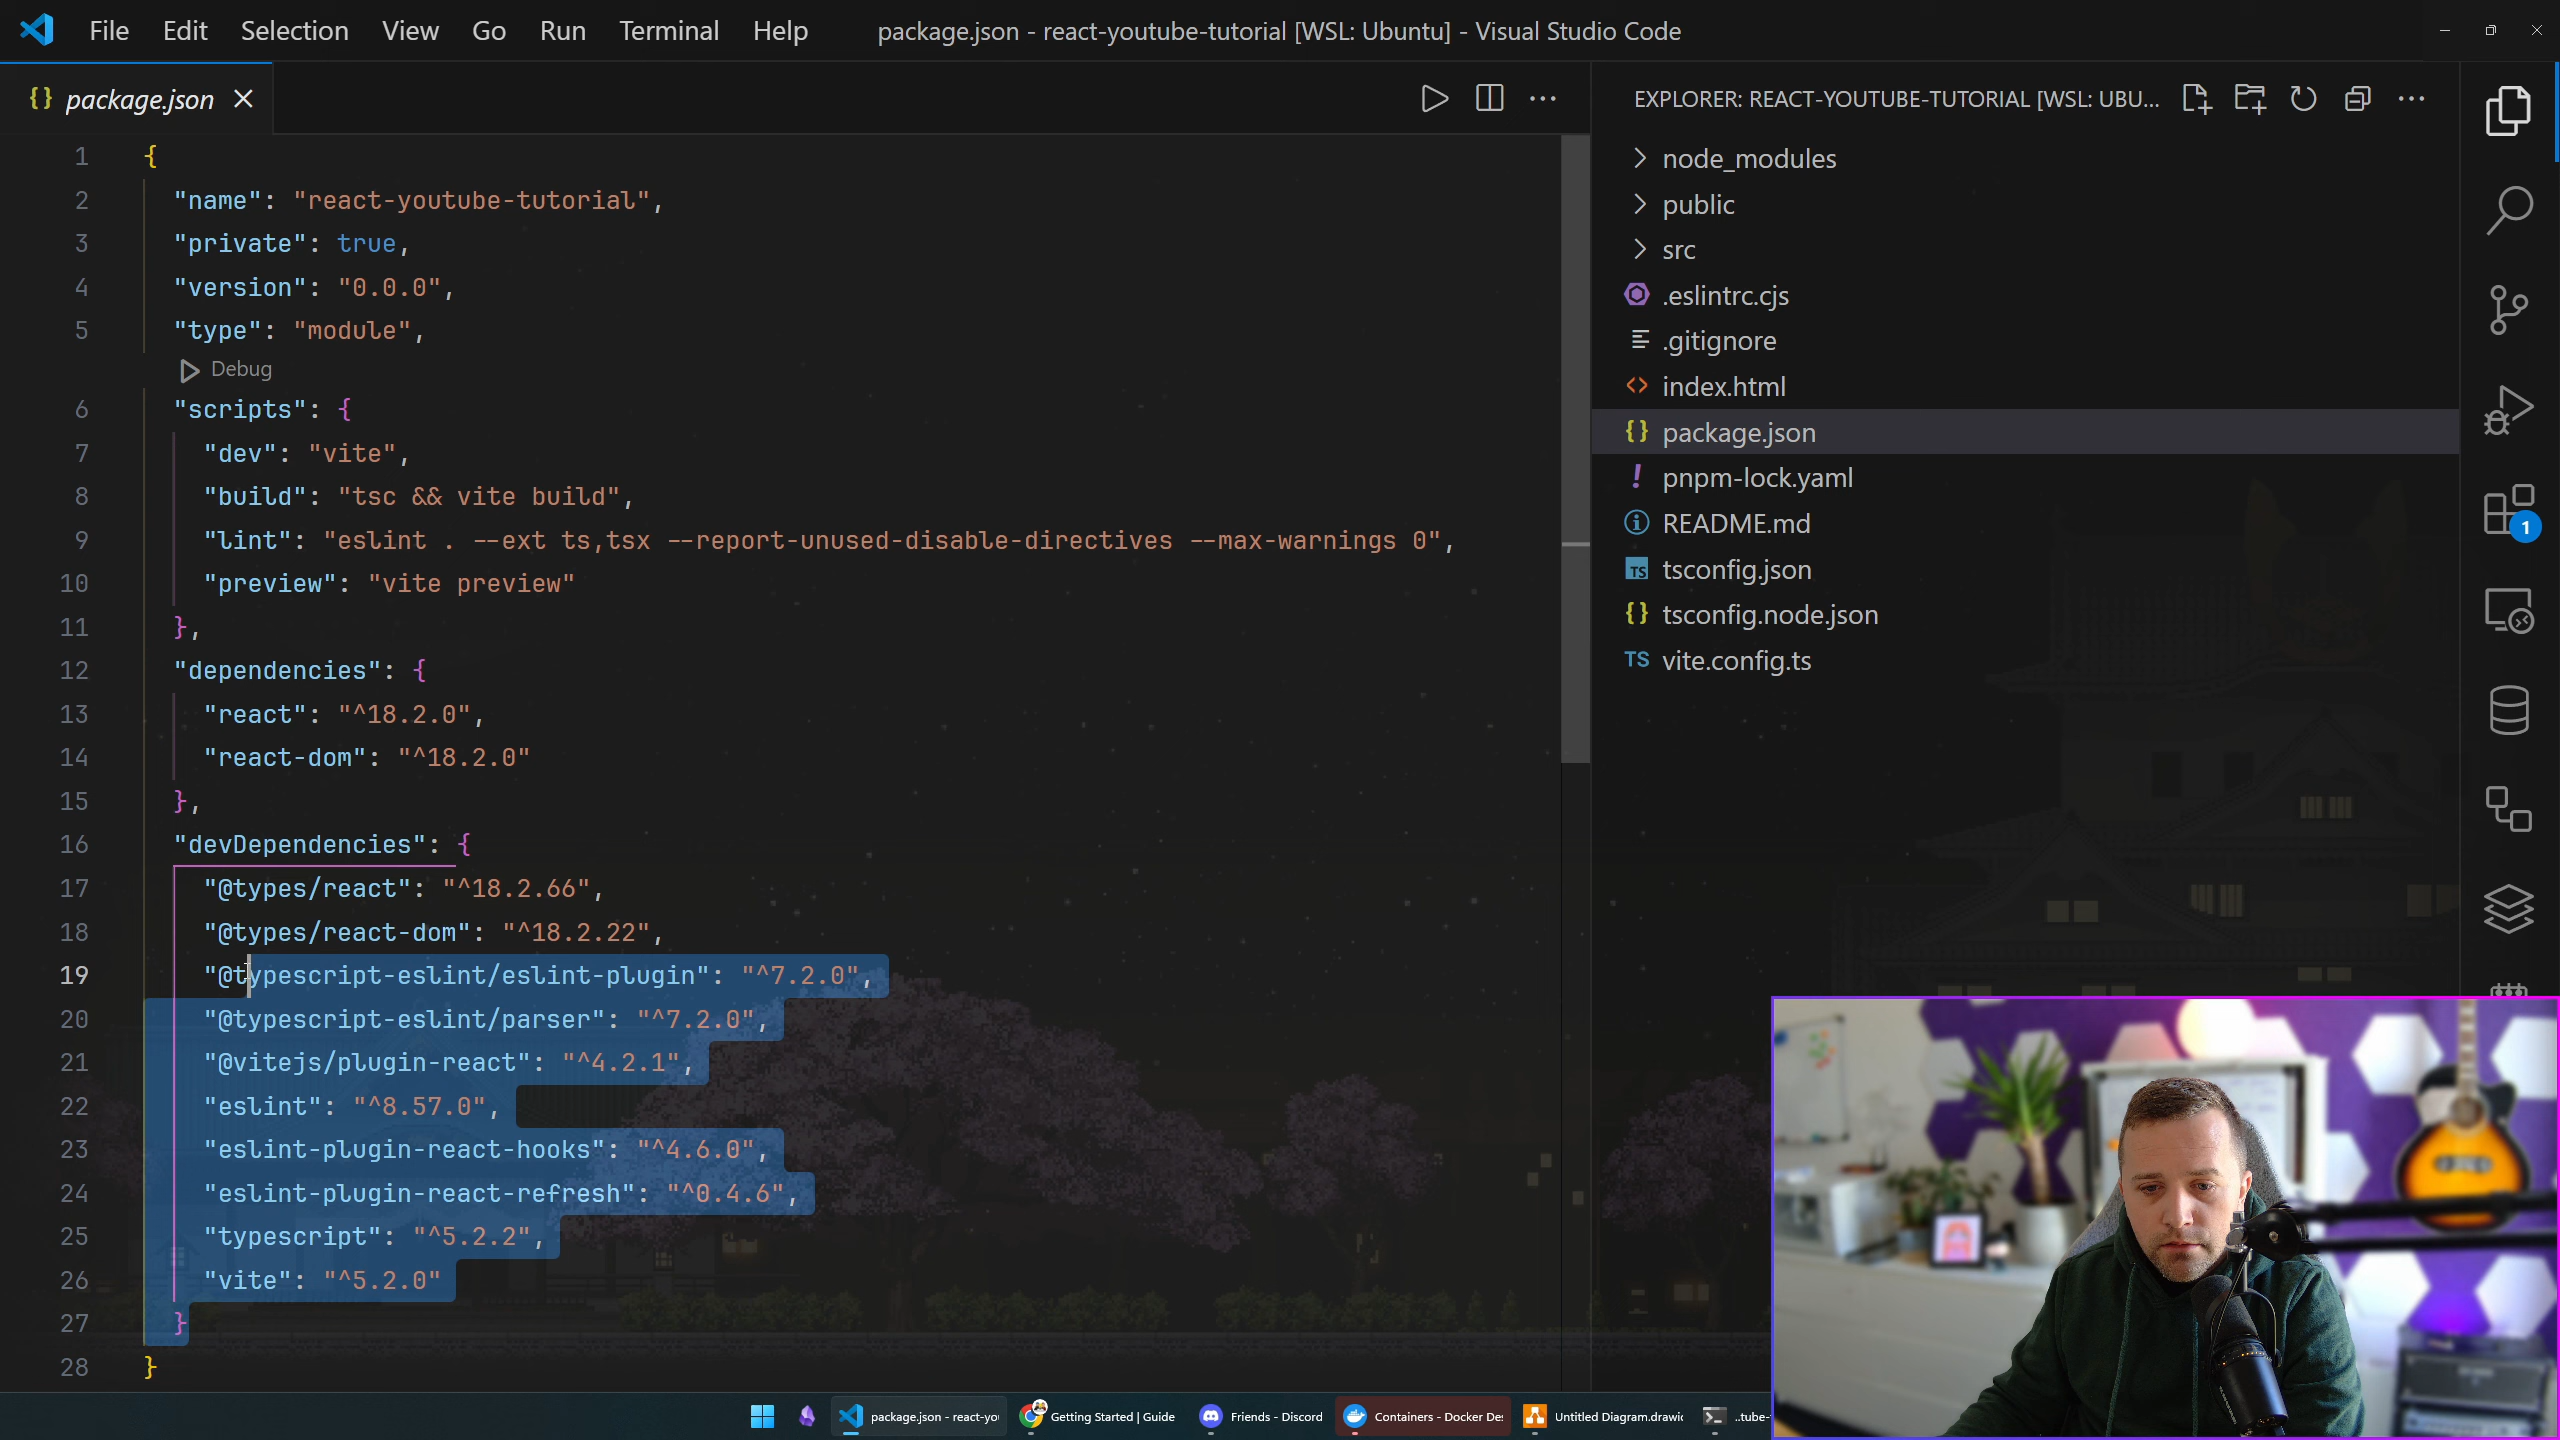 File Edit Selection View Go Run Terminal Help
package.json - react-youtube-tutorial [WSL: Ubuntu] - Visual Studio Code
{} package.json
1 {
2 "name": "react-youtube-tutorial",
3 "private": true,
4 "version": "0.0.0",
5 "type": "module",
Debug
6 "scripts": {
7 "dev": "vite",
8 "build": "tsc && vite build",
9 "lint": "eslint . --ext ts,tsx --report-unused-disable-directives --max-warnings 0",
10 "preview": "vite preview"
11 },
12 "dependencies": {
13 "react": "^18.2.0",
14 "react-dom": "^18.2.0"
15 },
16 "devDependencies": {
17 "@types/react": "^18.2.66",
18 "@types/react-dom": "^18.2.22",
19 "@typescript-eslint/eslint-plugin": "^7.2.0",
20 "@typescript-eslint/parser": "^7.2.0",
21 "@vitejs/plugin-react": "^4.2.1",
22 "eslint": "^8.57.0",
23 "eslint-plugin-react-hooks": "^4.6.0",
24 "eslint-plugin-react-refresh": "^0.4.6",
25 "typescript": "^5.2.2",
26 "vite": "^5.2.0"
27 }
28 }
EXPLORER: REACT-YOUTUBE-TUTORIAL [WSL: UBU...
node_modules
public
src
.eslintrc.cjs
.gitignore
index.html
{} package.json
! pnpm-lock.yaml
README.md
TS tsconfig.json
{} tsconfig.node.json
TS vite.config.ts
1
package.json - react-yo
Getting Started | Guide
Friends - Discord
Containers - Docker De
Untitled Diagram.drawi
..tube-